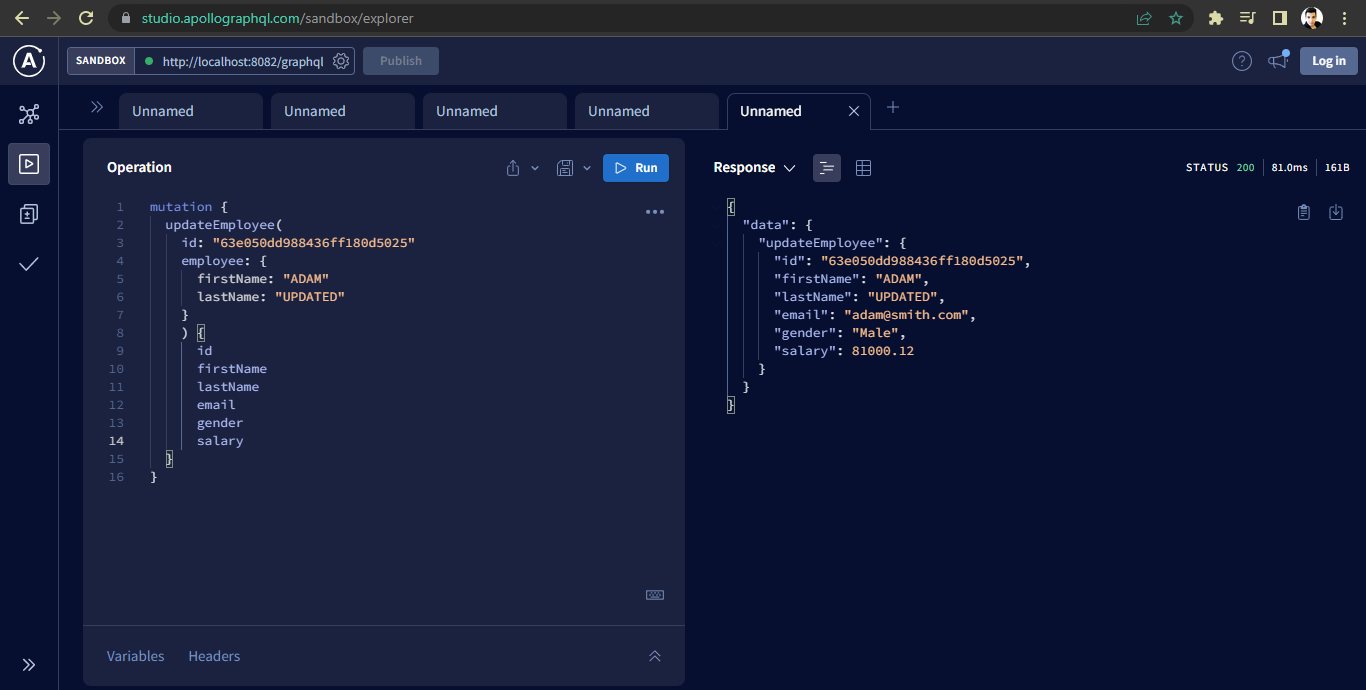 studio.apollographql.com/sandbox/explorer
SANDBOX http://localhost:8082/graphql Publish
Log in
Unnamed Unnamed Unnamed Unnamed Unnamed
Operation
Run
1 mutation {
2 updateEmployee(
3 id: "63e050dd988436ff180d5025"
4 employee: {
5 firstName: "ADAM"
6 lastName: "UPDATED"
7 }
8 ) {
9 id
10 firstName
11 lastName
12 email
13 gender
14 salary
15 }
16 }
Variables Headers
Response
STATUS 200 81.0ms 161B
{
"data": {
"updateEmployee": {
"id": "63e050dd988436ff180d5025",
"firstName": "ADAM",
"lastName": "UPDATED",
"email": "adam@smith.com",
"gender": "Male",
"salary": 81000.12
}
}
}